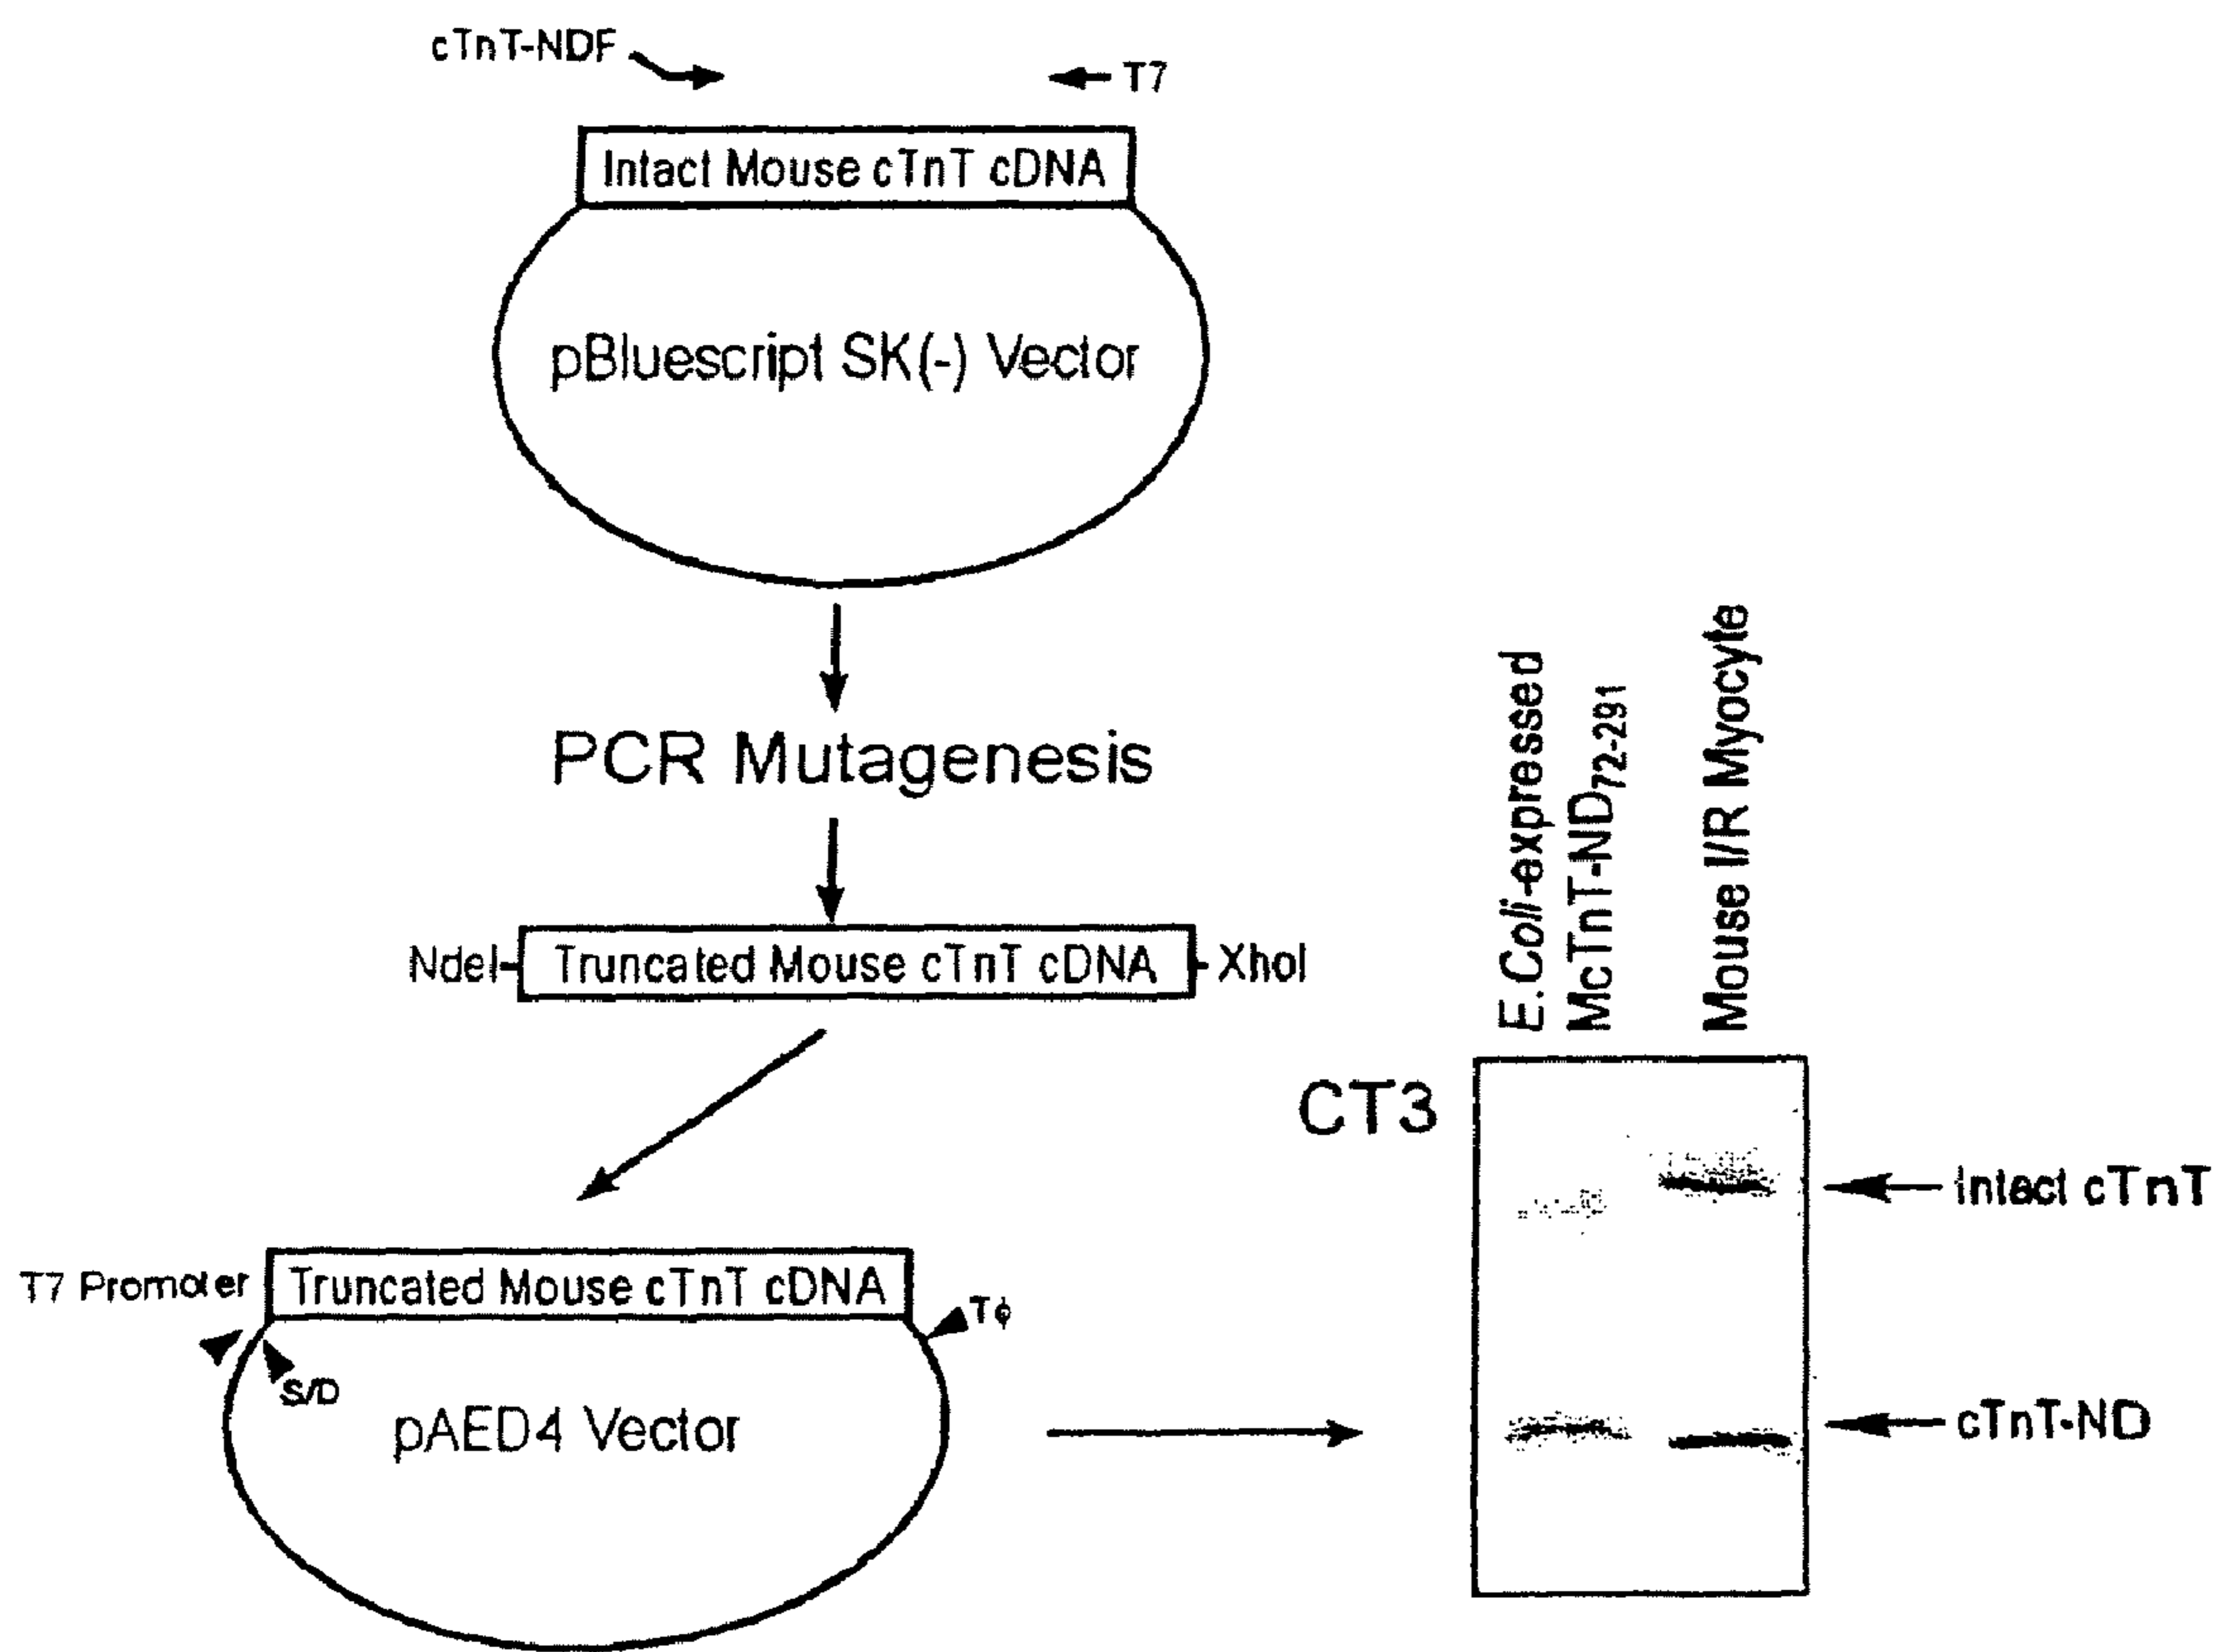 cTnT-NDF
T7
Intact Mouse cTnT cDNA
pBluescript SK(-) Vector
PCR Mutagenesis
NdeI
Truncated Mouse cTnT cDNA
XhoI
T7 Promoter
Truncated Mouse cTnT cDNA
Tϕ
S/D
pAED4 Vector
E.Coli-expressed
McTnT-ND72-291
Mouse I/R Myocyte
CT3
Intact cTnT
cTnT-ND